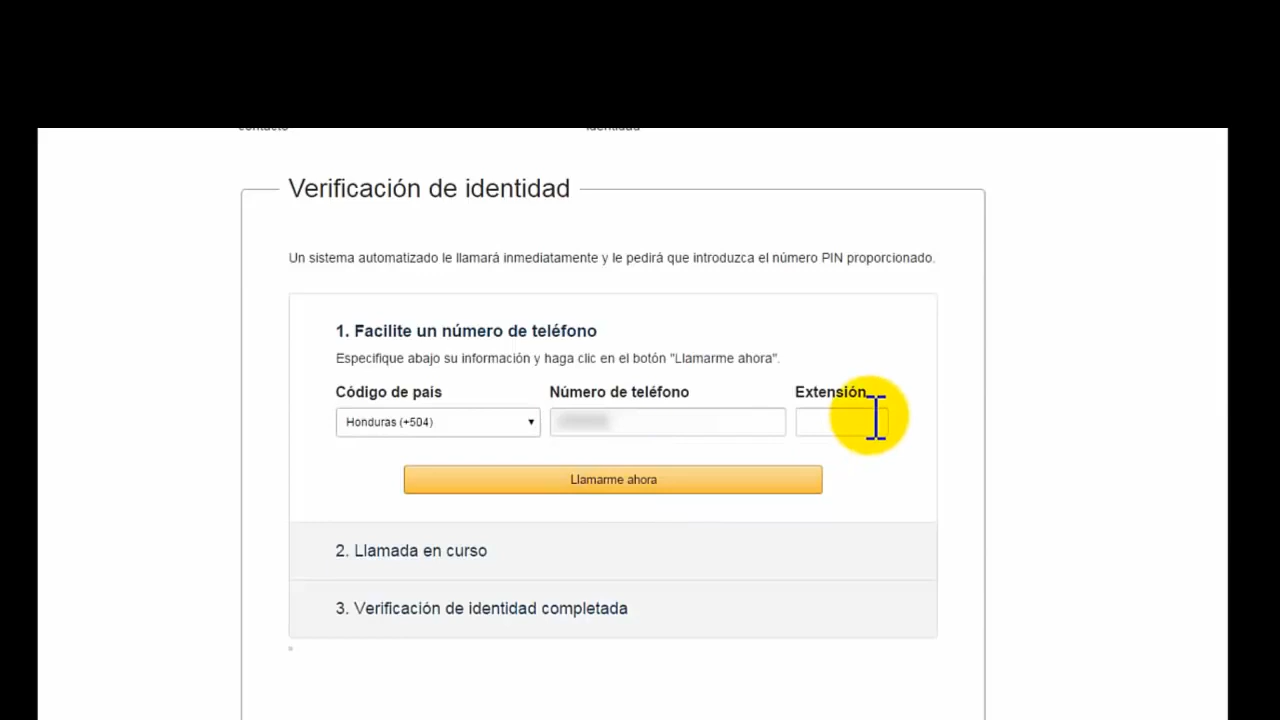 contacto identidad
Verificación de identidad
Un sistema automatizado le llamará inmediatamente y le pedirá que introduzca el número PIN proporcionado.
1. Facilite un número de teléfono
Especifique abajo su información y haga clic en el botón "Llamarme ahora".
Código de país Número de teléfono Extensión
Honduras (+504)
Llamarme ahora
2. Llamada en curso
3. Verificación de identidad completada